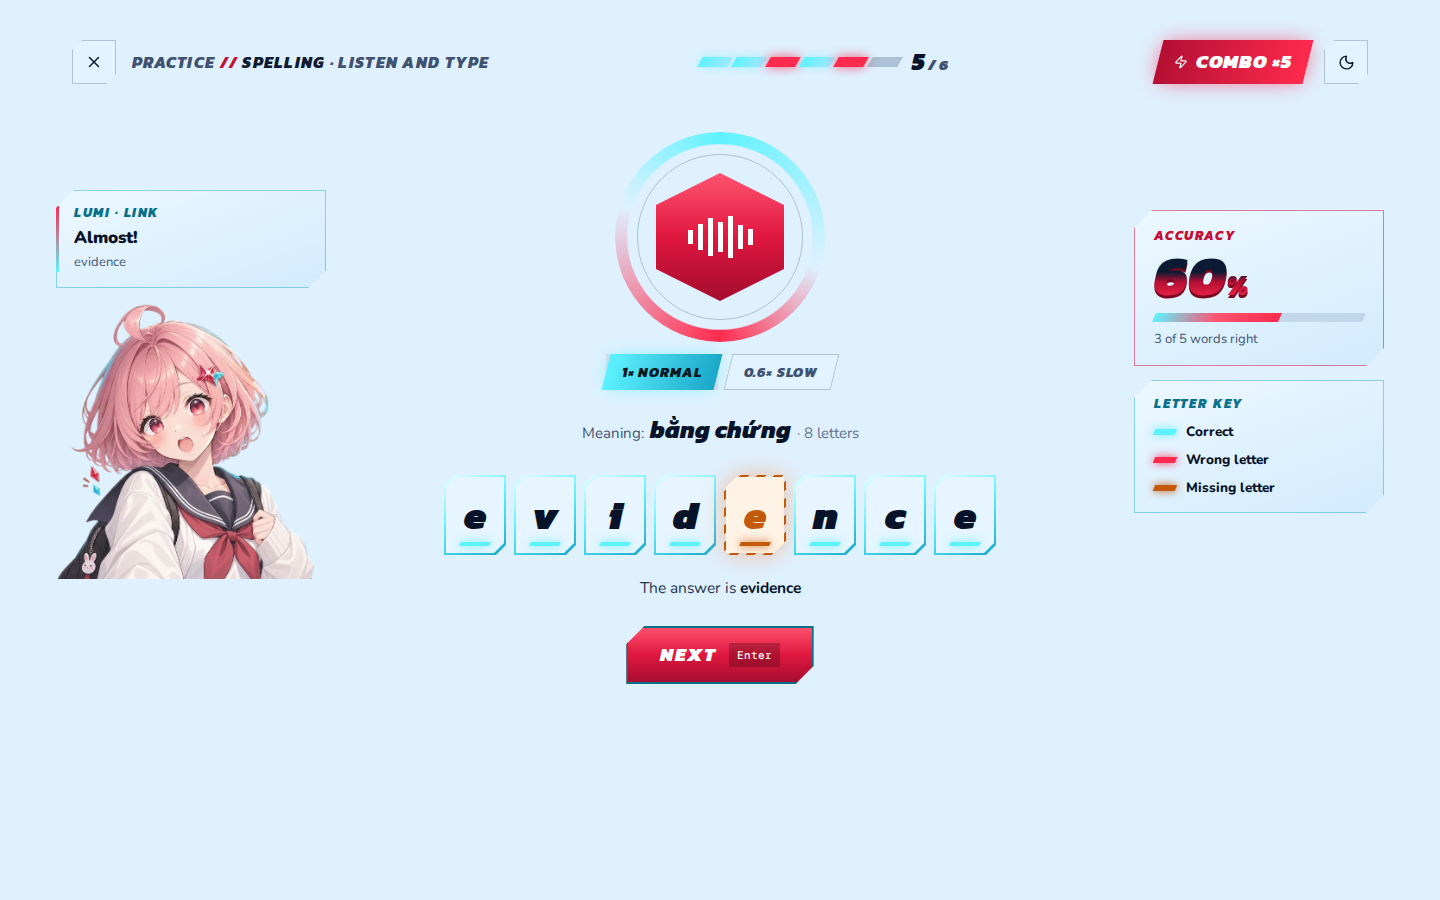 PRACTICE // SPELLING · LISTEN AND TYPE
5 / 6
COMBO ×5
LUMI · LINK
Almost!
evidence
1× NORMAL
0.6× SLOW
Meaning: bằng chứng · 8 letters
e v i d e n c e
The answer is evidence
NEXT Enter
ACCURACY
60%
3 of 5 words right
LETTER KEY
Correct
Wrong letter
Missing letter